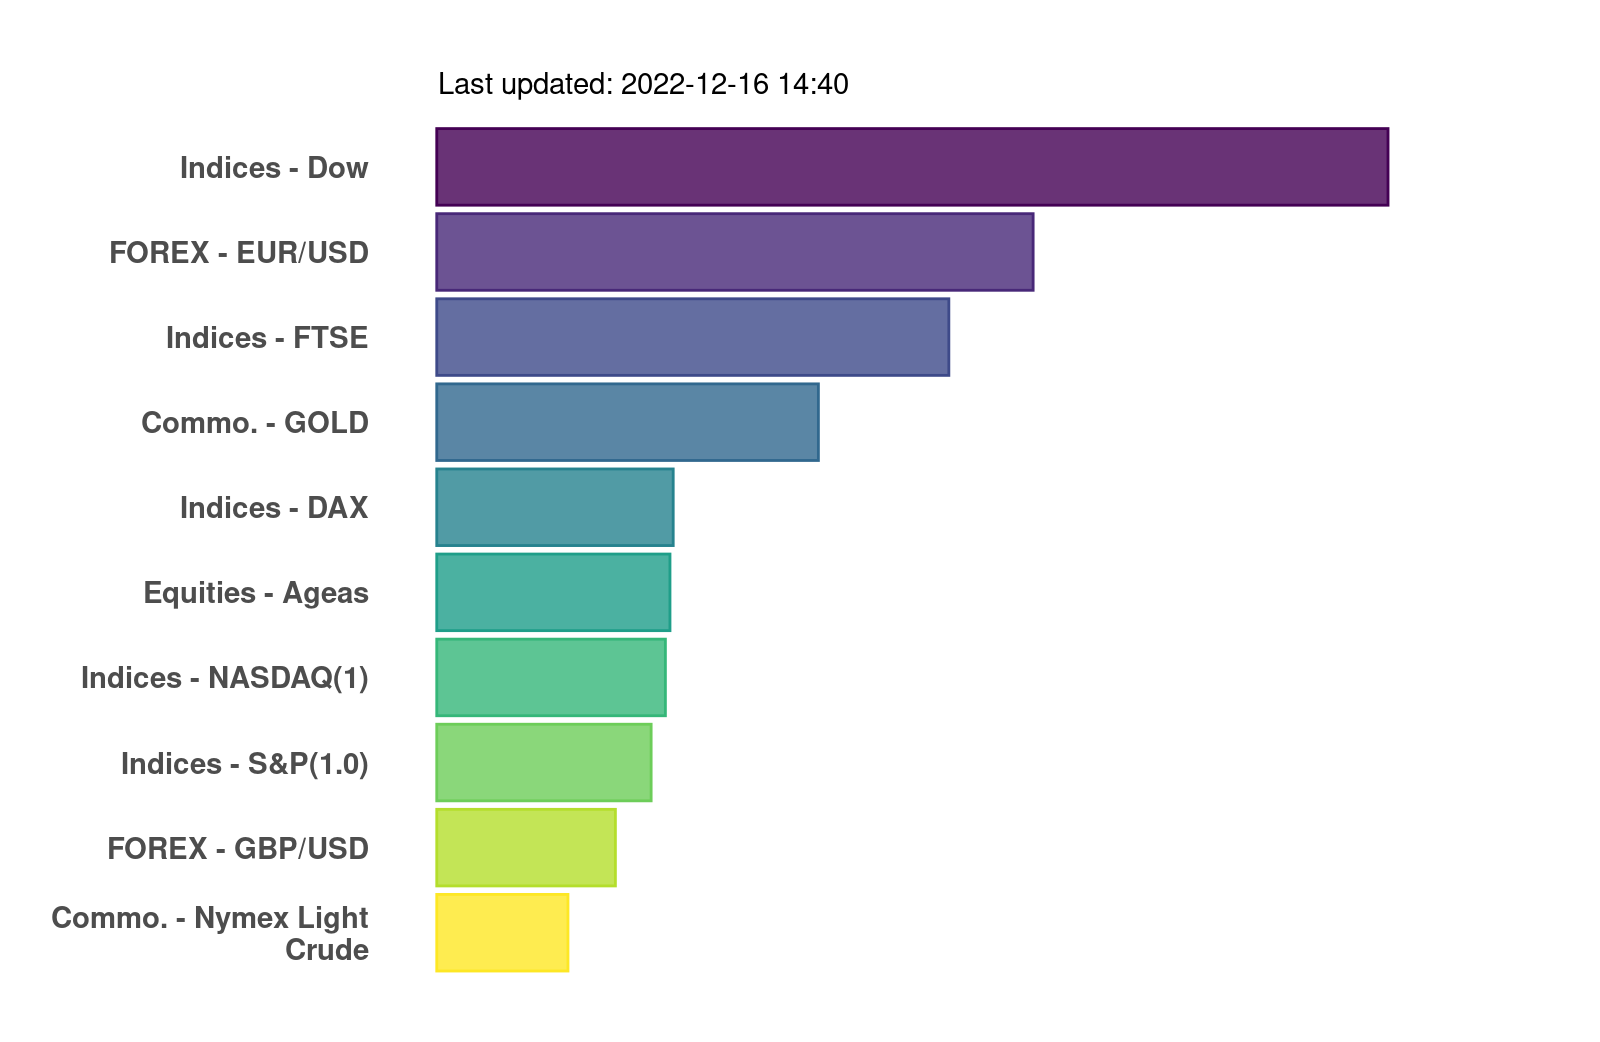 Last updated: 2022-12-16 14:40
Indices - Dow
FOREX - EUR/USD
Indices - FTSE
Commo. - GOLD
Indices - DAX
Equities - Ageas
Indices - NASDAQ(1)
Indices - S&P(1.0)
FOREX - GBP/USD
Commo. - Nymex Light
Crude